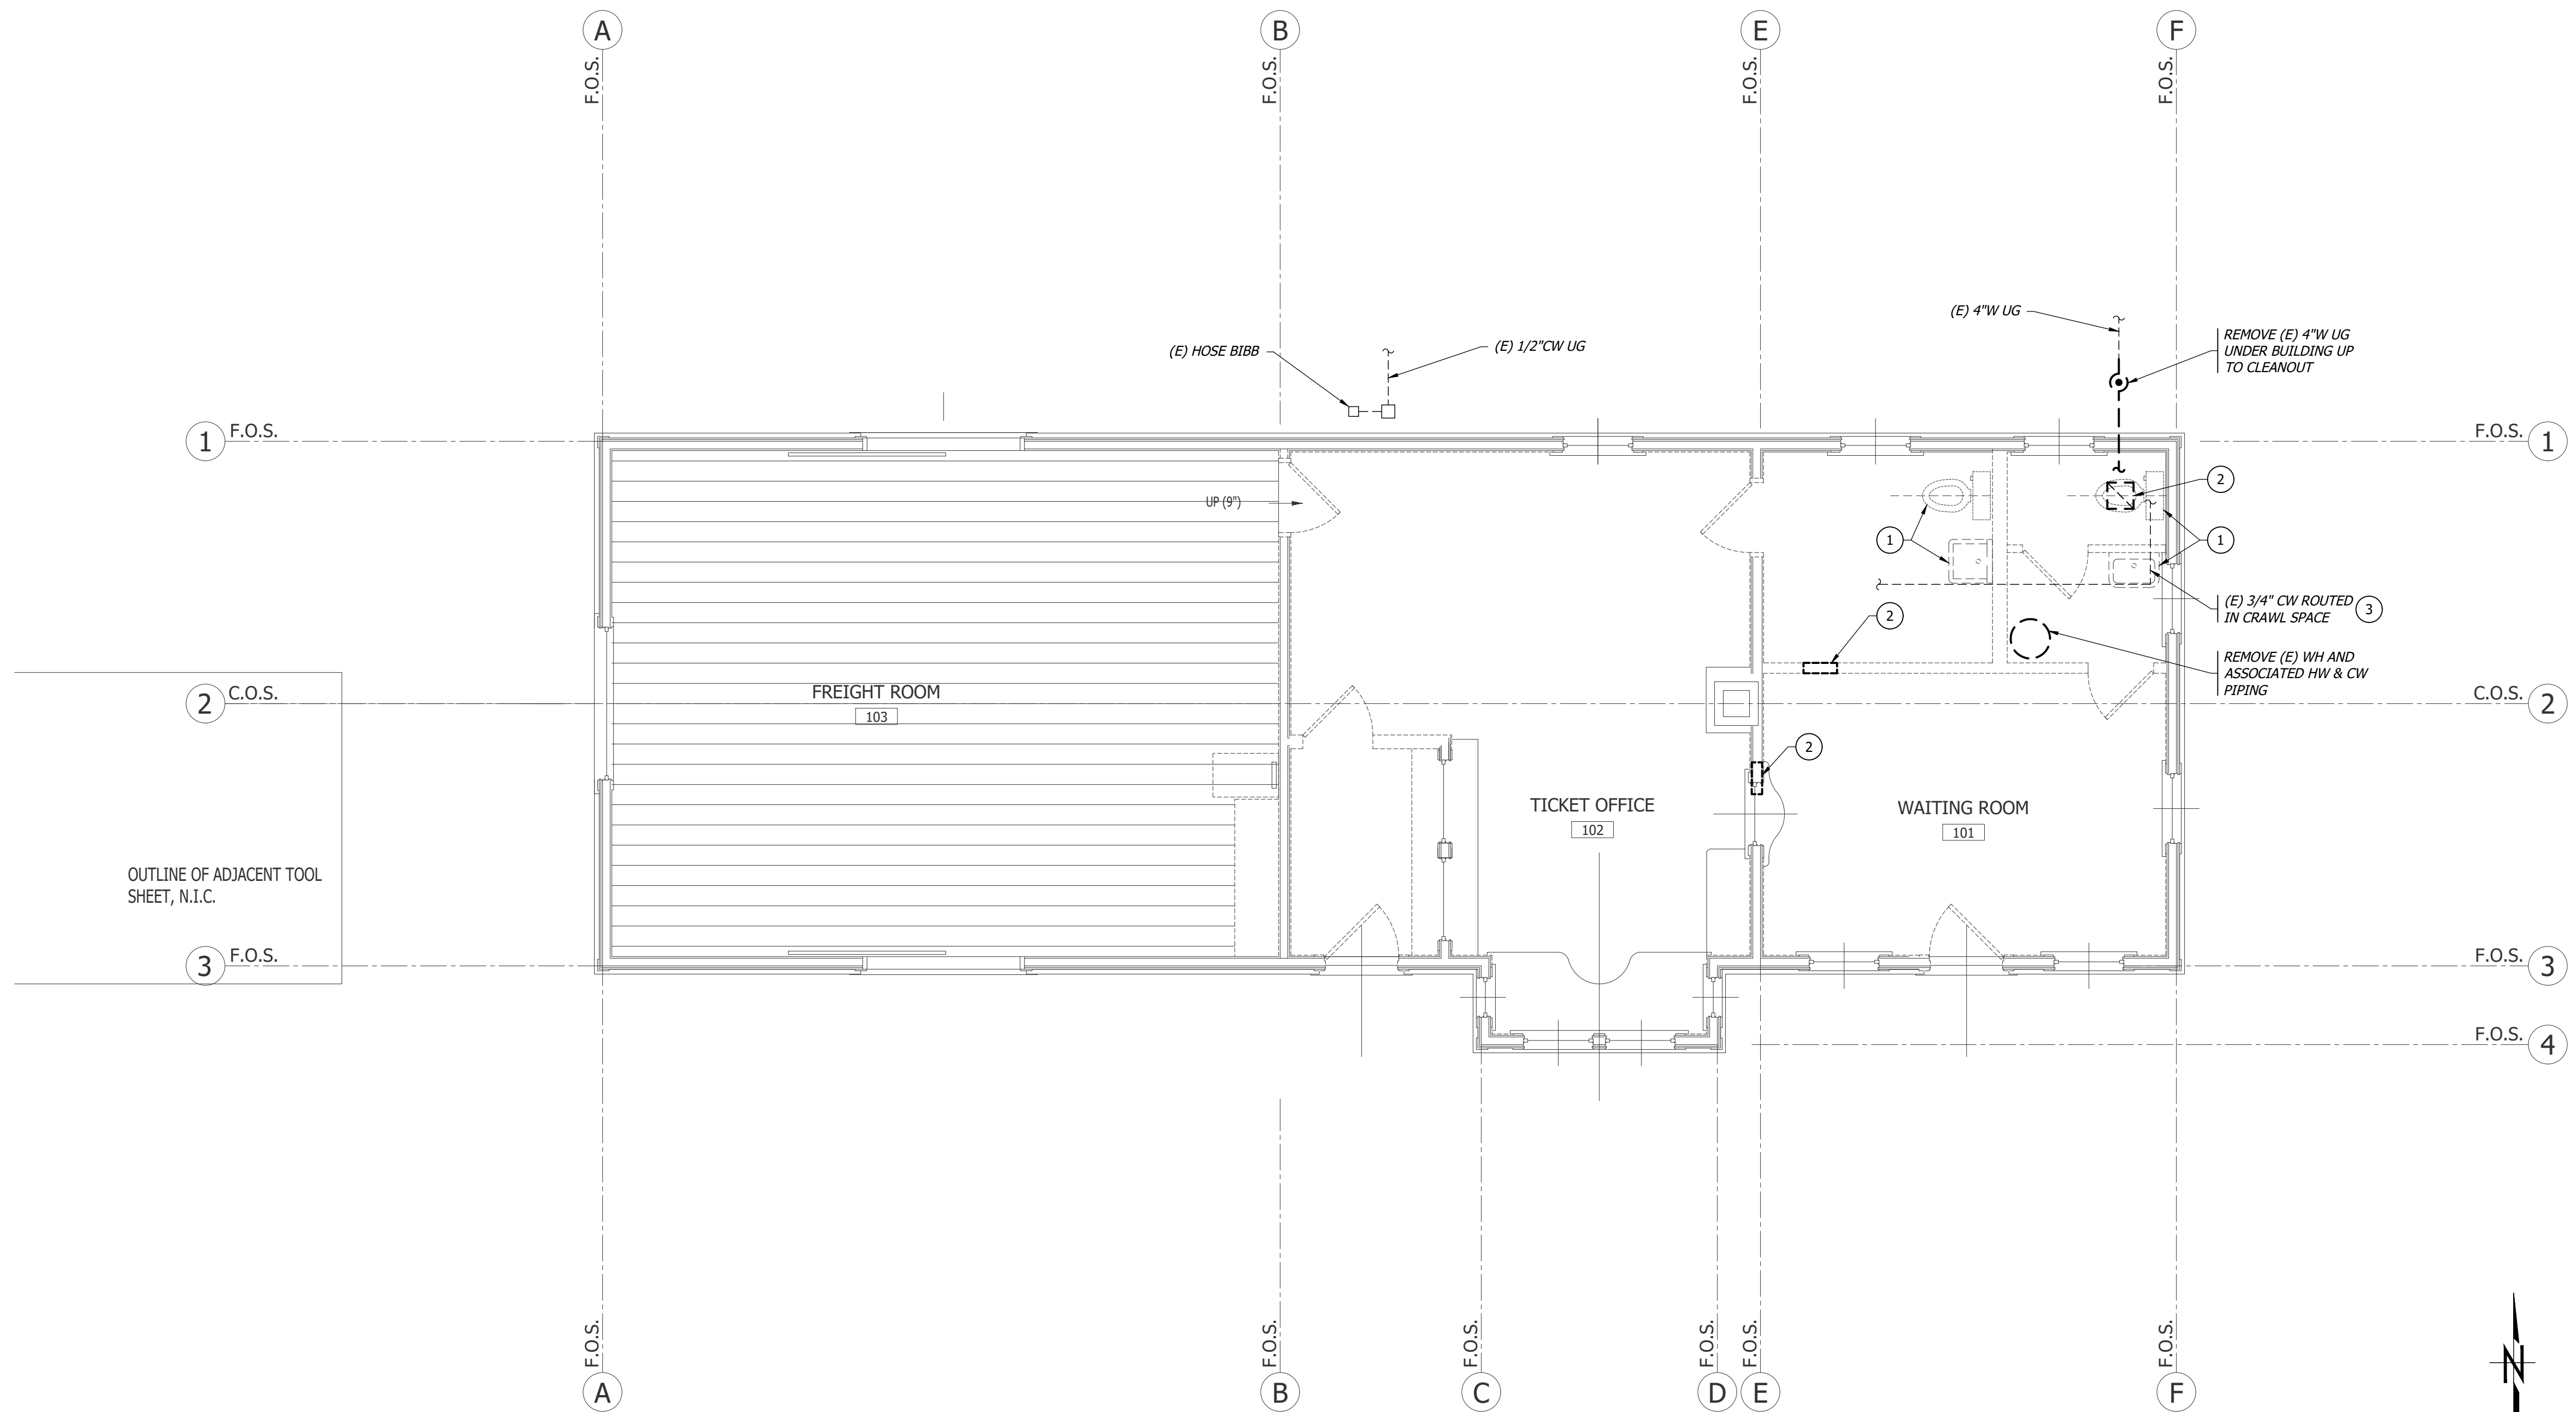 A
B
E
F
F.O.S.
F.O.S.
F.O.S.
F.O.S.
(E) HOSE BIBB
(E) 1/2"CW UG
(E) 4"W UG
REMOVE (E) 4"W UG
UNDER BUILDING UP
TO CLEANOUT
1
F.O.S.
F.O.S.
1
UP (9")
2
1
1
2
(E) 3/4" CW ROUTED
IN CRAWL SPACE
3
REMOVE (E) WH AND
ASSOCIATED HW & CW
PIPING
2
C.O.S.
FREIGHT ROOM
103
C.O.S.
2
2
TICKET OFFICE
102
WAITING ROOM
101
OUTLINE OF ADJACENT TOOL
SHEET, N.I.C.
3
F.O.S.
F.O.S.
3
F.O.S.
4
F.O.S.
F.O.S.
F.O.S.
F.O.S.
F.O.S.
F.O.S.
A
B
C
D
E
F
N